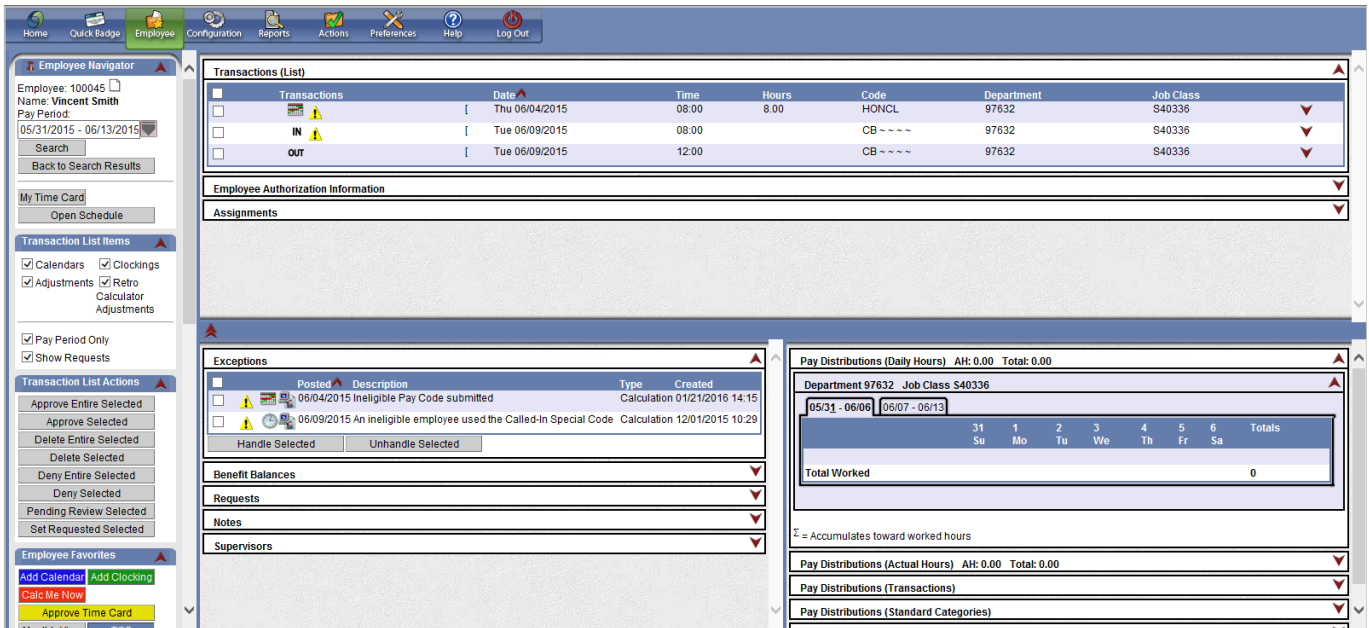 Home Quick Badge Employee Configuration Reports Actions Preferences Help Log Out
Employee Navigator
Employee: 100045
Name: Vincent Smith
Pay Period:
05/31/2015 - 06/13/2015
Search
Back to Search Results
My Time Card
Open Schedule
Transaction List Items
Calendars Clockings
Adjustments Retro
Calculator
Adjustments
Pay Period Only
Show Requests
Transaction List Actions
Approve Entire Selected
Approve Selected
Delete Entire Selected
Delete Selected
Deny Entire Selected
Deny Selected
Pending Review Selected
Set Requested Selected
Employee Favorites
Add Calendar Add Clocking
Calc Me Now
Approve Time Card
Transactions (List)
Transactions Date Time Hours Code Department Job Class
[ Thu 06/04/2015 08:00 8.00 HONCL 97632 S40336
IN [ Tue 06/09/2015 08:00 CB ~ ~ ~ ~ 97632 S40336
OUT [ Tue 06/09/2015 12:00 CB ~ ~ ~ ~ 97632 S40336
Employee Authorization Information
Assignments
Exceptions
Posted Description Type Created
06/04/2015 Ineligible Pay Code submitted Calculation 01/21/2016 14:15
06/09/2015 An ineligible employee used the Called-In Special Code Calculation 12/01/2015 10:29
Handle Selected Unhandle Selected
Benefit Balances
Requests
Notes
Supervisors
Pay Distributions (Daily Hours) AH: 0.00 Total: 0.00
Department 97632 Job Class S40336
05/31 - 06/06 06/07 - 06/13
31 1 2 3 4 5 6 Totals
Su Mo Tu We Th Fr Sa
Total Worked 0
Σ = Accumulates toward worked hours
Pay Distributions (Actual Hours) AH: 0.00 Total: 0.00
Pay Distributions (Transactions)
Pay Distributions (Standard Categories)